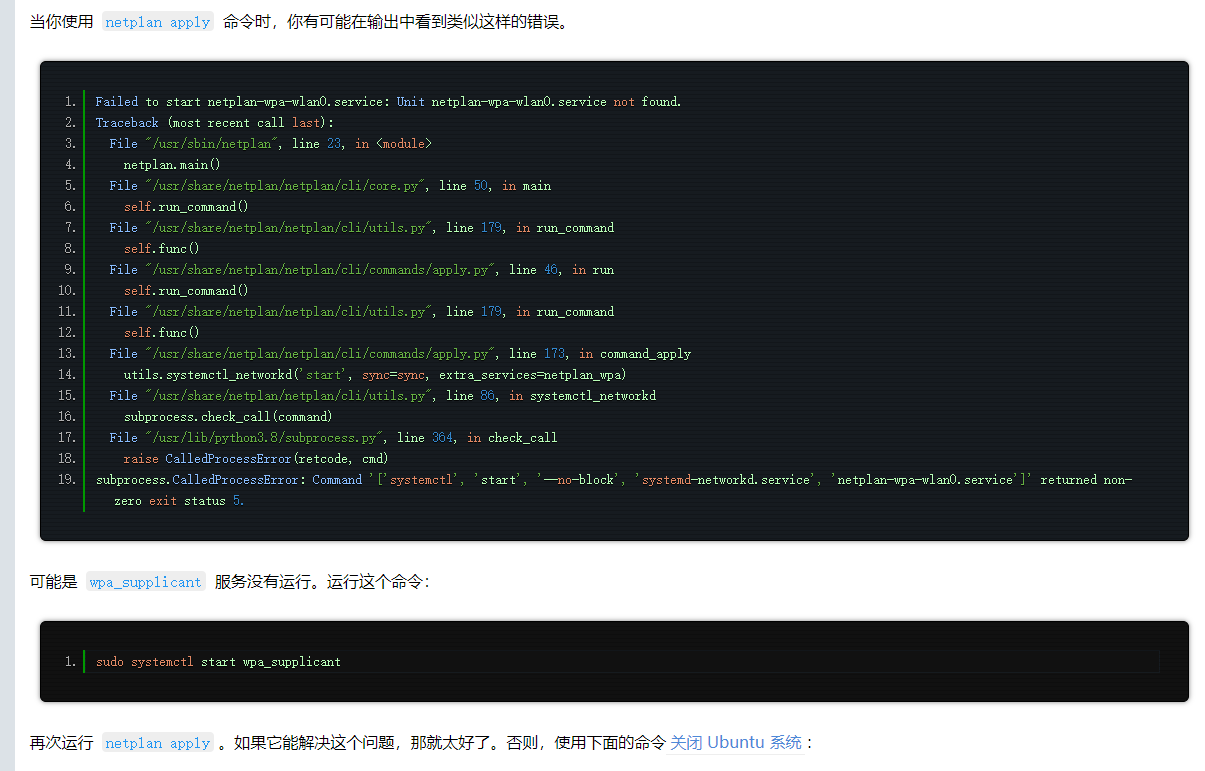 当你使用 netplan apply 命令时，你有可能在输出中看到类似这样的错误。
1. Failed to start netplan-wpa-wlan0.service: Unit netplan-wpa-wlan0.service not found.
2. Traceback (most recent call last):
3. File "/usr/sbin/netplan", line 23, in <module>
4. netplan.main()
5. File "/usr/share/netplan/netplan/cli/core.py", line 50, in main
6. self.run_command()
7. File "/usr/share/netplan/netplan/cli/utils.py", line 179, in run_command
8. self.func()
9. File "/usr/share/netplan/netplan/cli/commands/apply.py", line 46, in run
10. self.run_command()
11. File "/usr/share/netplan/netplan/cli/utils.py", line 179, in run_command
12. self.func()
13. File "/usr/share/netplan/netplan/cli/commands/apply.py", line 173, in command_apply
14. utils.systemctl_networkd('start', sync=sync, extra_services=netplan_wpa)
15. File "/usr/share/netplan/netplan/cli/utils.py", line 86, in systemctl_networkd
16. subprocess.check_call(command)
17. File "/usr/lib/python3.8/subprocess.py", line 364, in check_call
18. raise CalledProcessError(retcode, cmd)
19. subprocess.CalledProcessError: Command '['systemctl', 'start', '--no-block', 'systemd-networkd.service', 'netplan-wpa-wlan0.service']' returned non-
zero exit status 5.
可能是 wpa_supplicant 服务没有运行。运行这个命令：
1. sudo systemctl start wpa_supplicant
再次运行 netplan apply 。如果它能解决这个问题，那就太好了。否则，使用下面的命令 关闭 Ubuntu 系统：